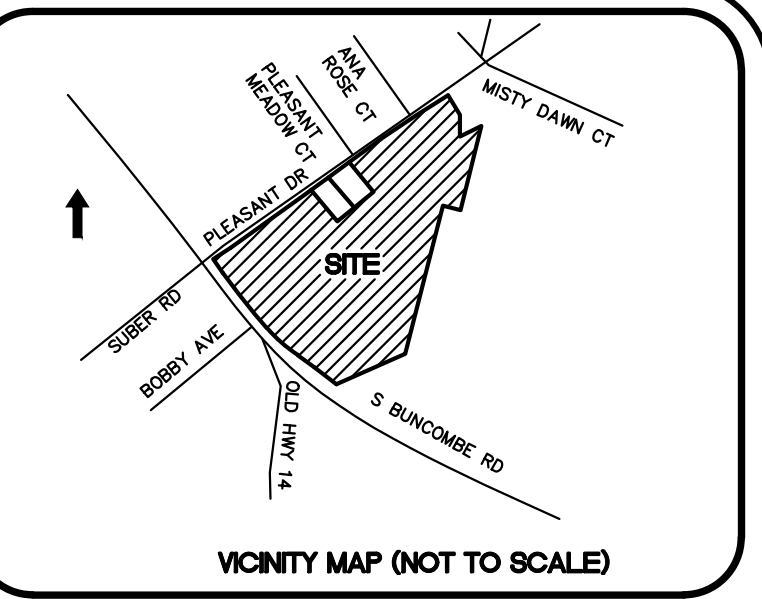 ANA
ROSE CT
PLEASANT
MEADOW CT
MISTY DAWN CT
PLEASANT DR
SITE
SUBER RD
BOBBY AVE
OLD HWY 14
S BUNCOMBE RD
VICINITY MAP (NOT TO SCALE)